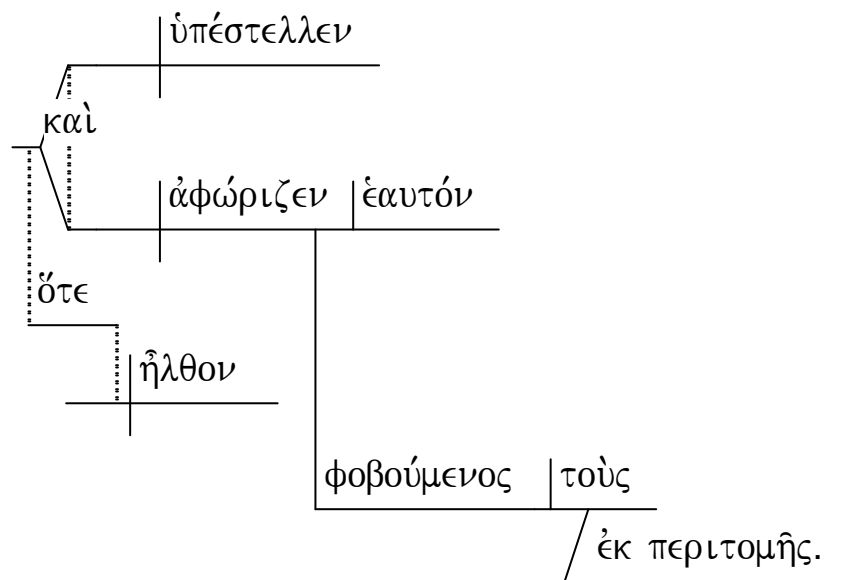 ὑπέστελλεν
καὶ
ἀφώριζεν ἑαυτόν
ὅτε
ἦλθον
φοβούμενος τοὺς
ἐκ περιτομῆς.